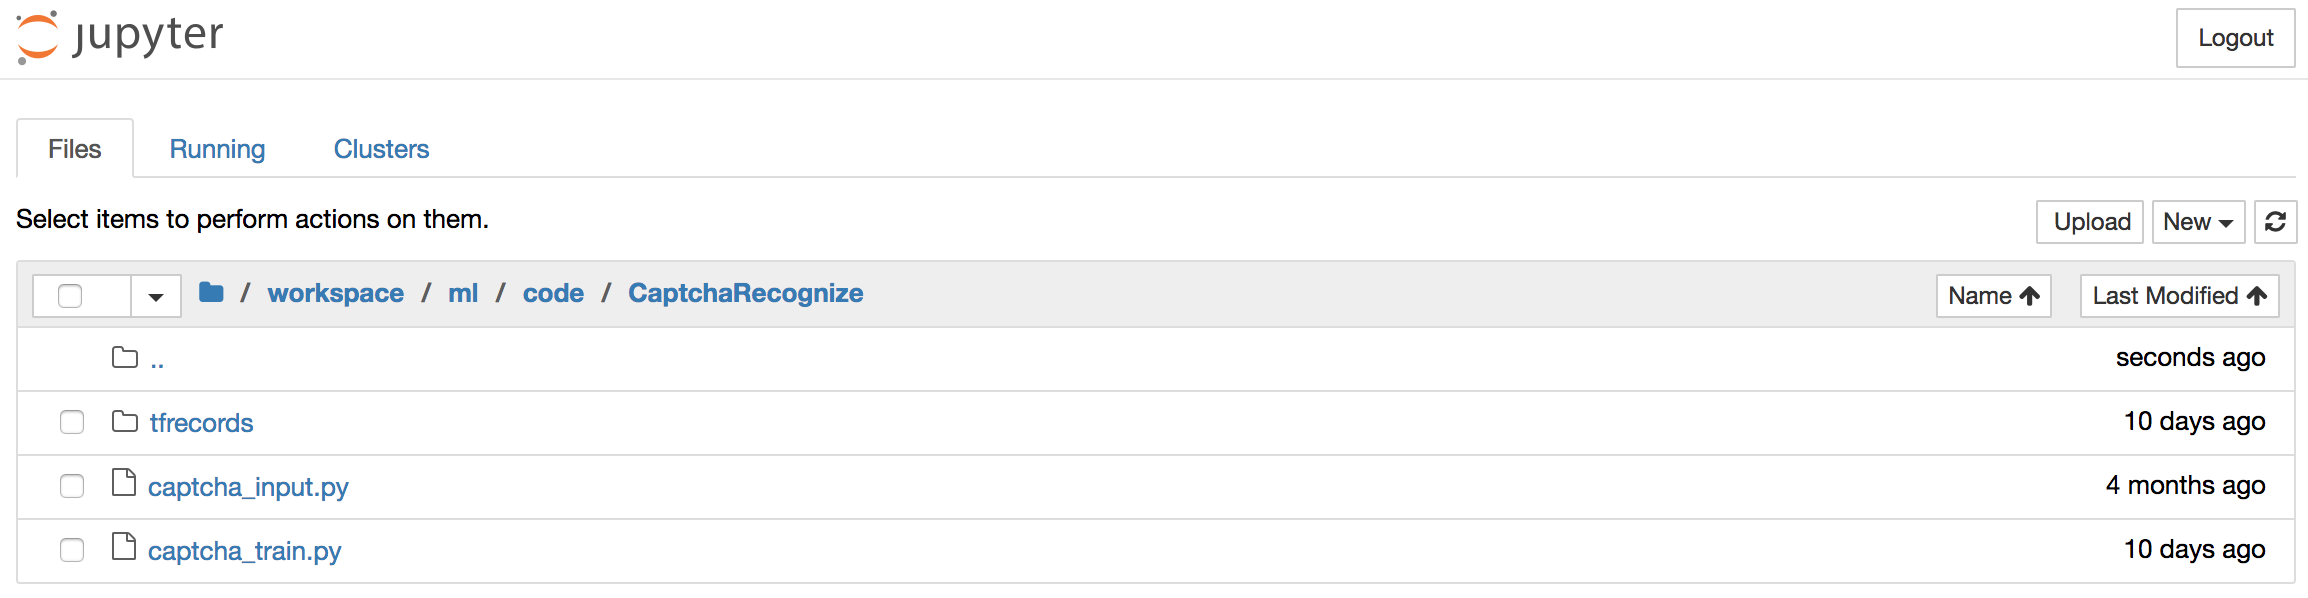 jupyter Logout
Files Running Clusters
Select items to perform actions on them. Upload New
/ workspace / ml / code / CaptchaRecognize Name Last Modified
.. seconds ago
tfrecords 10 days ago
captcha_input.py 4 months ago
captcha_train.py 10 days ago